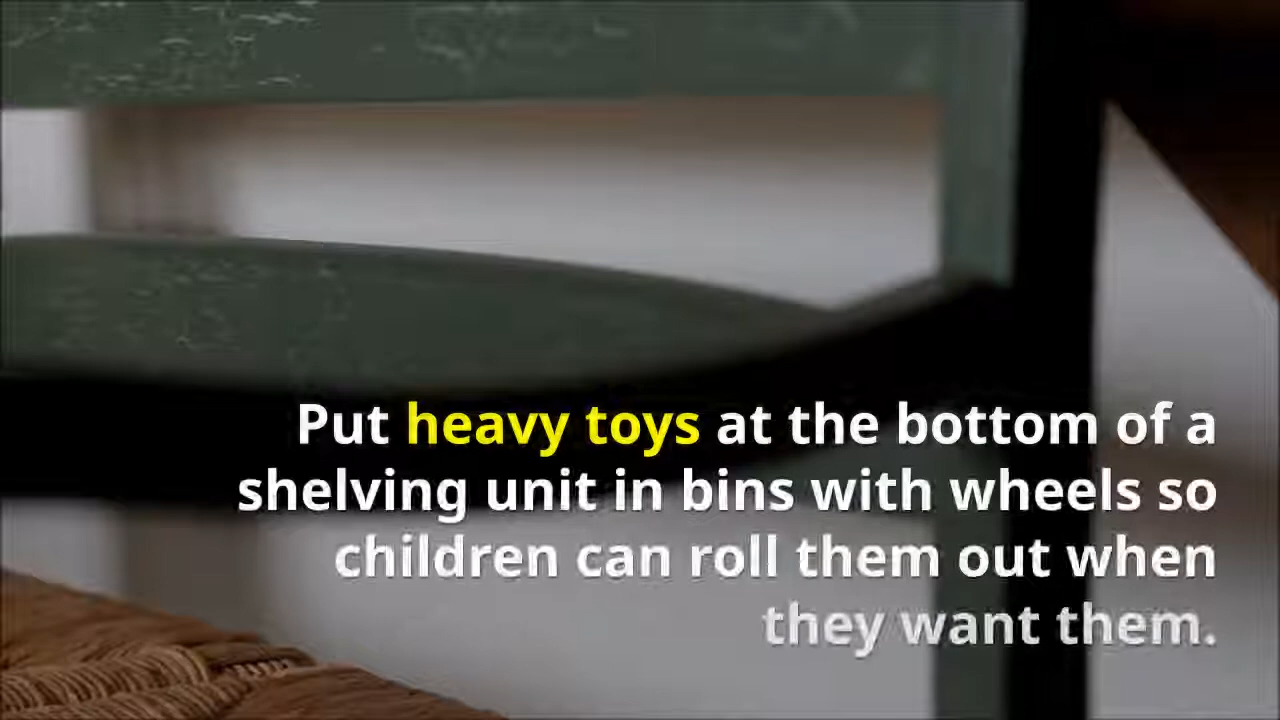 Put heavy toys at the bottom of a
shelving unit in bins with wheels so
children can roll them out when
they want them.